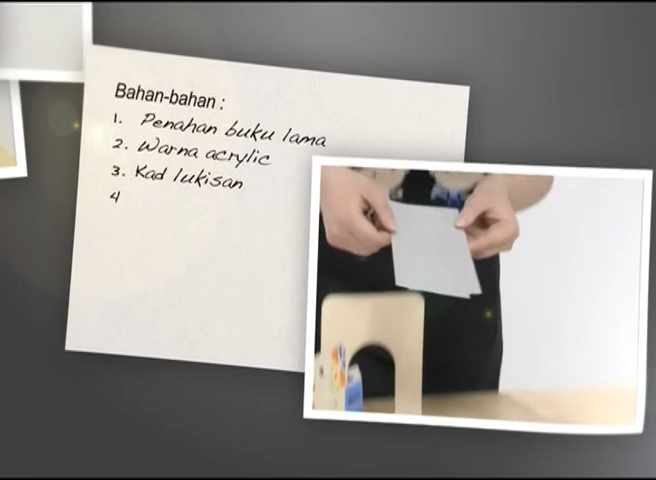 Bahan-bahan :
1. Penahan buku lama
2. Warna acrylic
3. Kad lukisan
4